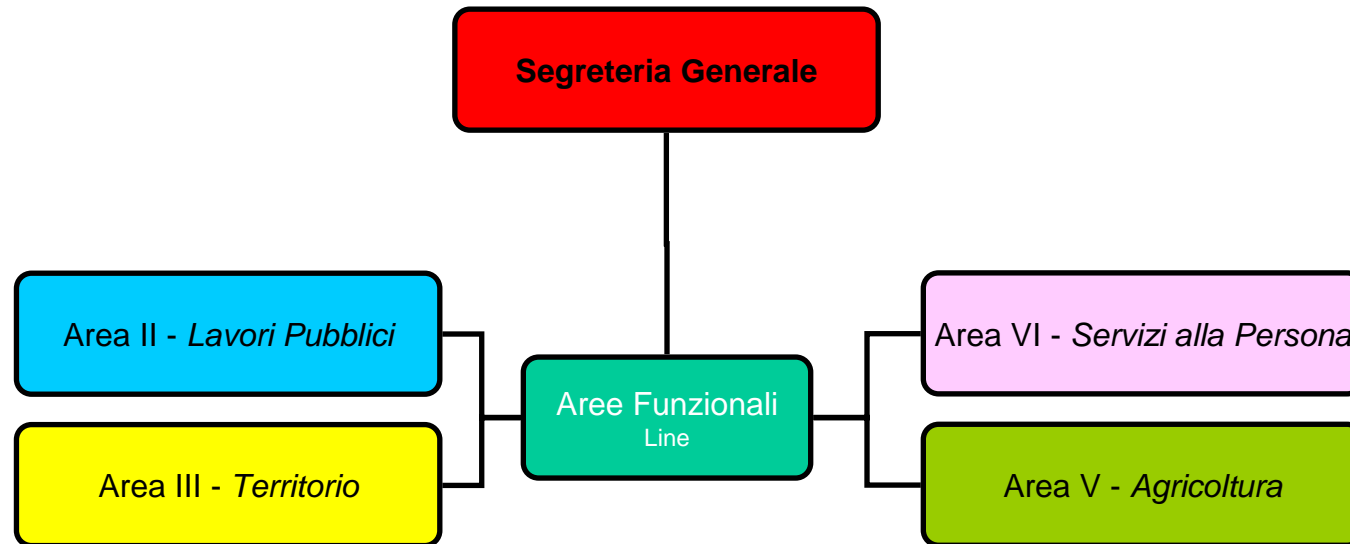 Segreteria Generale
Area II - Lavori Pubblici
Area VI - Servizi alla Persona
Aree Funzionali
Line
Area III - Territorio
Area V - Agricoltura